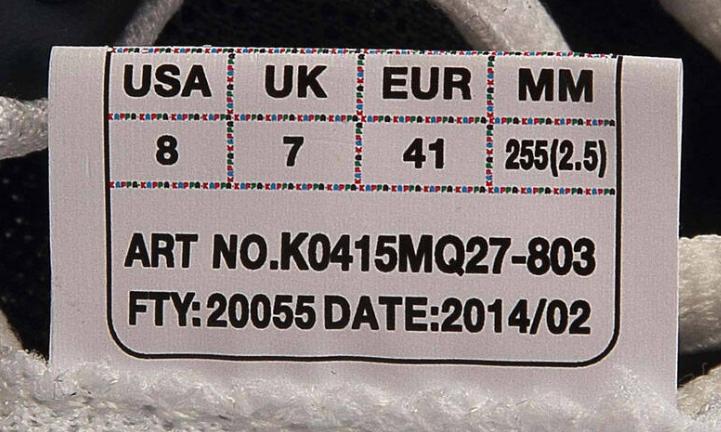 USA UK EUR MM
8 7 41 255(2.5)
ART NO.K0415MQ27-803
FTY:20055 DATE:2014/02